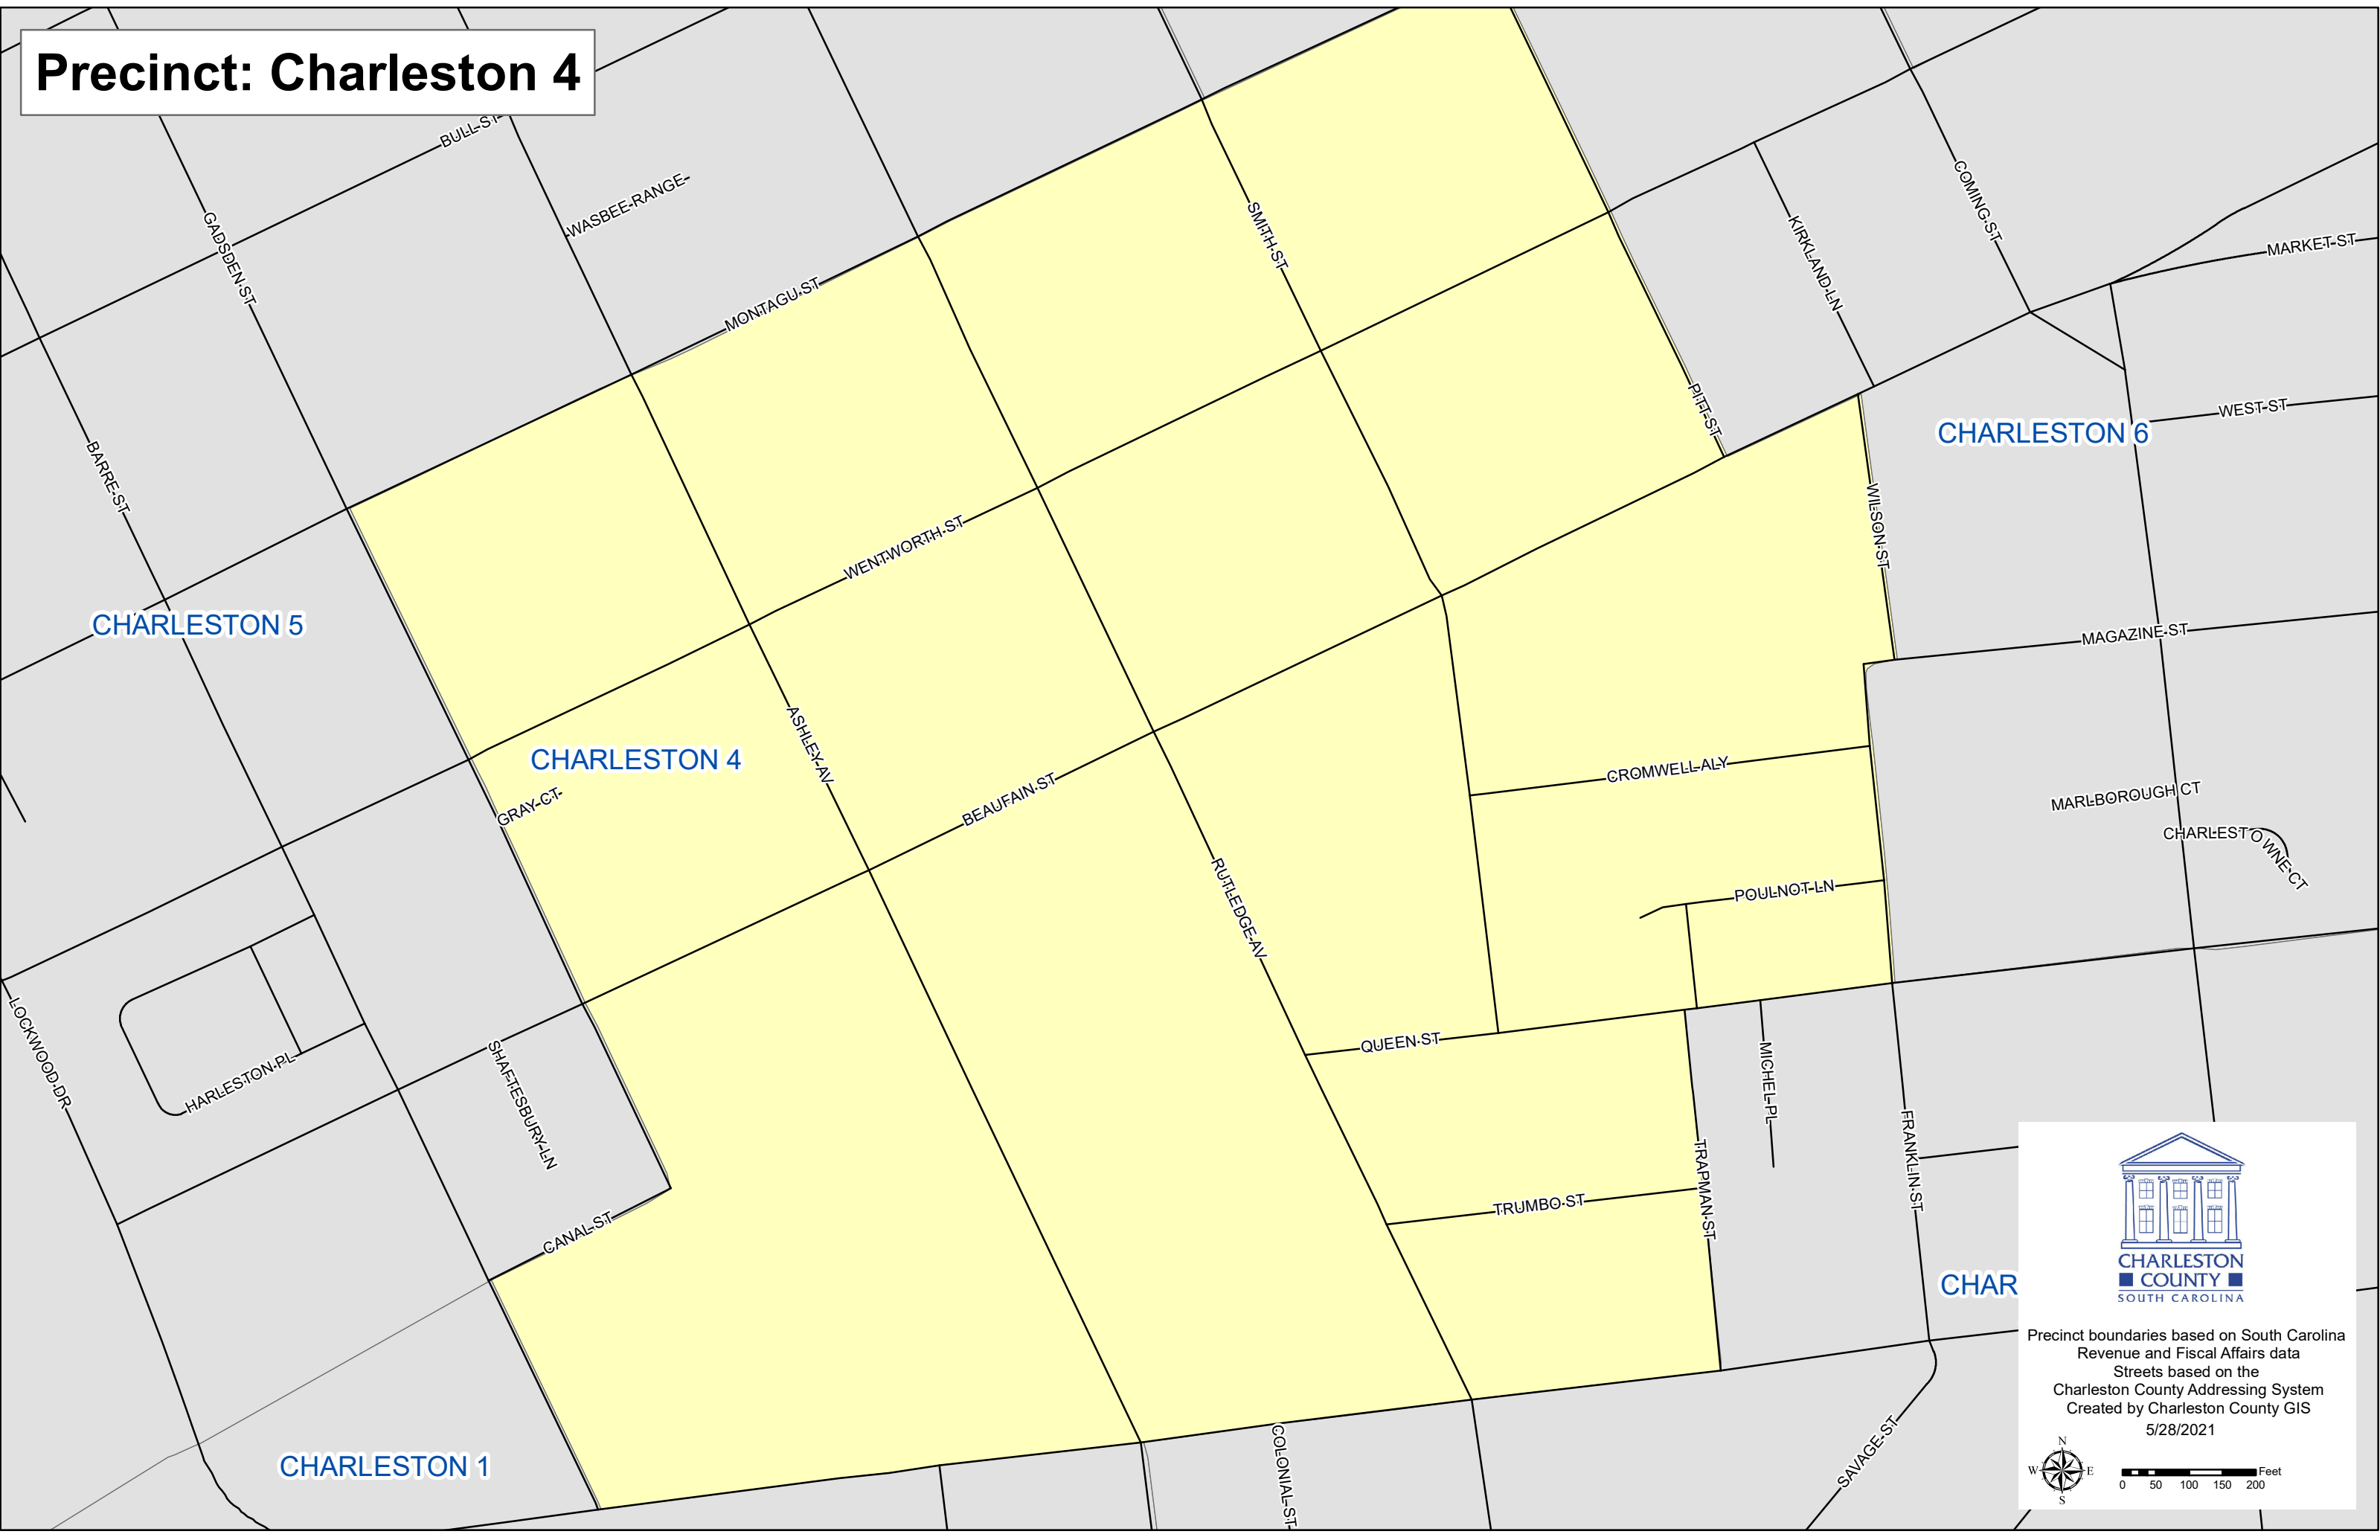 Precinct: Charleston 4
BULL ST
WASBEE RANGE
GADSDEN ST
COMING ST
SMITH ST
KIRKLAND LN
MARKET ST
MONTAGU ST
PITT ST
WEST ST
CHARLESTON 6
BARRE ST
WILSON ST
WENTWORTH ST
CHARLESTON 5
MAGAZINE ST
CHARLESTON 4
ASHLEY AV
GRAY CT
BEAUFAIN ST
CROMWELL ALY
MARLBOROUGH CT
CHARLESTOWNE CT
RUTLEDGE AV
POULNOT LN
LOCKWOOD DR
QUEEN ST
HARLESTON PL
SHAFTESBURY LN
MICHEL PL
TRAPMAN ST
FRANKLIN ST
TRUMBO ST
CANAL ST
CHAR
CHARLESTON 1
COLONIAL ST
SAVAGE ST
CHARLESTON
COUNTY
SOUTH CAROLINA
Precinct boundaries based on South Carolina
Revenue and Fiscal Affairs data
Streets based on the
Charleston County Addressing System
Created by Charleston County GIS
5/28/2021
N
W E
S
Feet
0 50 100 150 200